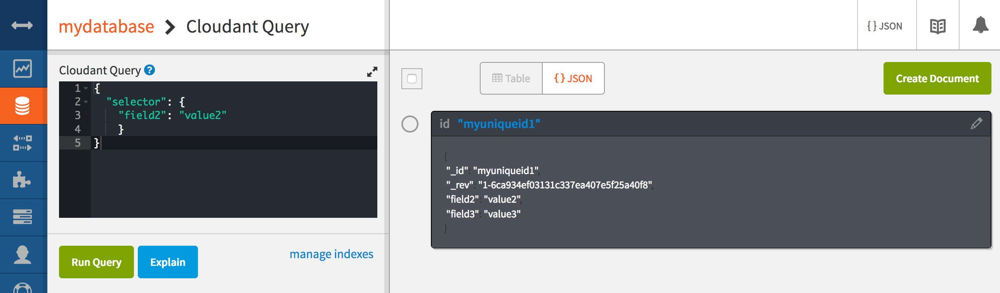 mydatabase > Cloudant Query
{ } JSON
Cloudant Query ?
1 {
2 "selector": {
3 "field2": "value2"
4 }
5 }
Run Query
Explain
manage indexes
Table
{ } JSON
Create Document
id "myuniqueid1"
{
"_id": "myuniqueid1",
"_rev": "1-6ca934ef03131c337ea407e5f25a40f8",
"field2": "value2",
"field3": "value3"
}